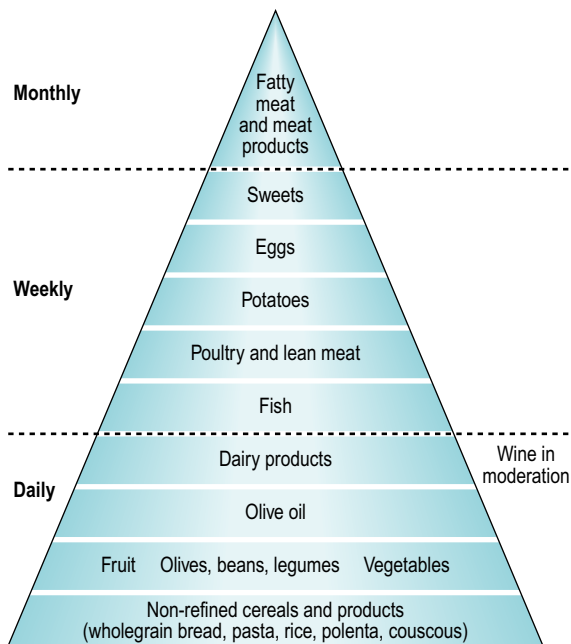 Monthly
Fatty
meat
and meat
products
Weekly
Sweets
Eggs
Potatoes
Poultry and lean meat
Fish
Daily
Dairy products
Wine in
moderation
Olive oil
Fruit Olives, beans, legumes Vegetables
Non-refined cereals and products
(wholegrain bread, pasta, rice, polenta, couscous)